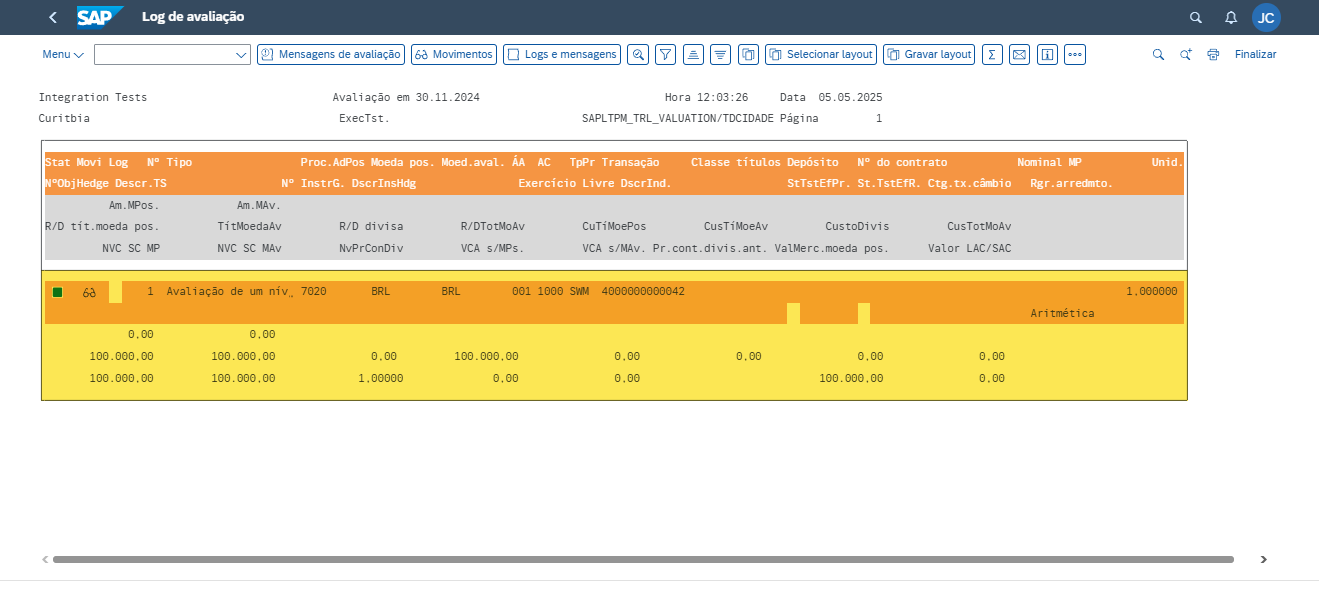 SAP Log de avaliação JC
Menu Mensagens de avaliação Movimentos Logs e mensagens Selecionar layout Gravar layout Σ Finalizar
Integration Tests Avaliação em 30.11.2024 Hora 12:03:26 Data 05.05.2025
Curitbia ExecTst. SAPLTPM_TRL_VALUATION/TDCIDADE Página 1
Stat Movi Log Nº Tipo Proc.AdPos Moeda pos. Moed.aval. ÁA AC TpPr Transação Classe títulos Depósito Nº do contrato Nominal MP Unid.
NºObjHedge Descr.TS Nº InstrG. DscrInsHdg Exercício Livre DscrInd. StTstEfPr. St.TstEfR. Ctg.tx.câmbio Rgr.arredmto.
Am.MPos. Am.MAv.
R/D tít.moeda pos. TítMoedaAv R/D divisa R/DTotMoAv CuTíMoePos CusTíMoeAv CustoDivis CusTotMoAv
NVC SC MP NVC SC MAv NvPrConDiv VCA s/MPs. VCA s/MAv. Pr.cont.divis.ant. ValMerc.moeda pos. Valor LAC/SAC
1 Avaliação de um nív… 7020 BRL BRL 001 1000 SWM 4000000000042 1,000000
Aritmética
0,00 0,00
100.000,00 100.000,00 0,00 100.000,00 0,00 0,00 0,00 0,00
100.000,00 100.000,00 1,00000 0,00 0,00 100.000,00 0,00